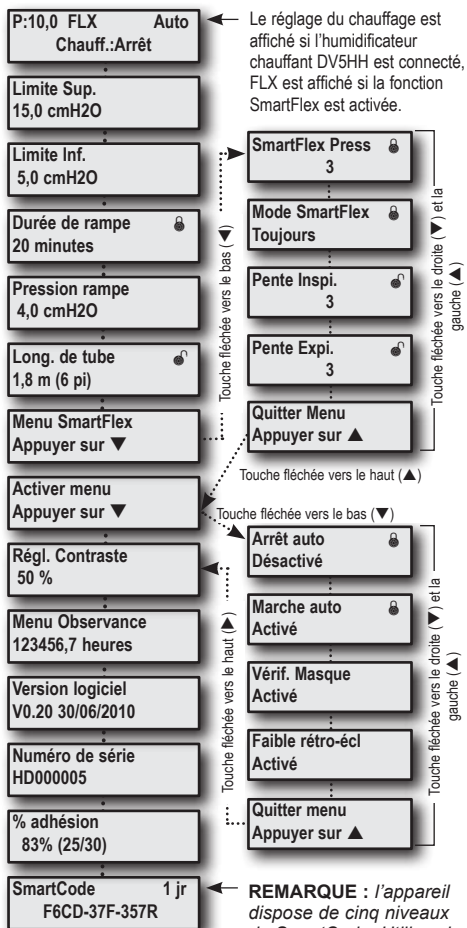 P:10,0 FLX Auto
Chauff.:Arrêt
Le réglage du chauffage est
affiché si l'humidificateur
chauffant DV5HH est connecté,
FLX est affiché si la fonction
SmartFlex est activée.
Limite Sup.
15,0 cmH2O
Limite Inf.
5,0 cmH2O
Durée de rampe
20 minutes
Pression rampe
4,0 cmH2O
Long. de tube
1,8 m (6 pi)
Menu SmartFlex
Appuyer sur ▼
Activer menu
Appuyer sur ▼
Régl. Contraste
50 %
Menu Observance
123456,7 heures
Version logiciel
V0.20 30/06/2010
Numéro de série
HD000005
% adhésion
83% (25/30)
SmartCode 1 jr
F6CD-37F-357R
Touche fléchée vers le bas (▼)
SmartFlex Press
3
Mode SmartFlex
Toujours
Pente Inspi.
3
Pente Expi.
3
Quitter Menu
Appuyer sur ▲
Touche fléchée vers le droite (▼) et la
gauche (▲)
Touche fléchée vers le haut (▲)
Touche fléchée vers le bas (▼)
Arrêt auto
Désactivé
Marche auto
Activé
Vérif. Masque
Activé
Faible rétro-écl
Activé
Quitter menu
Appuyer sur ▲
Touche fléchée vers le haut (▲)
Touche fléchée vers le droite (▼) et la
gauche (▲)
REMARQUE : l'appareil
dispose de cinq niveaux